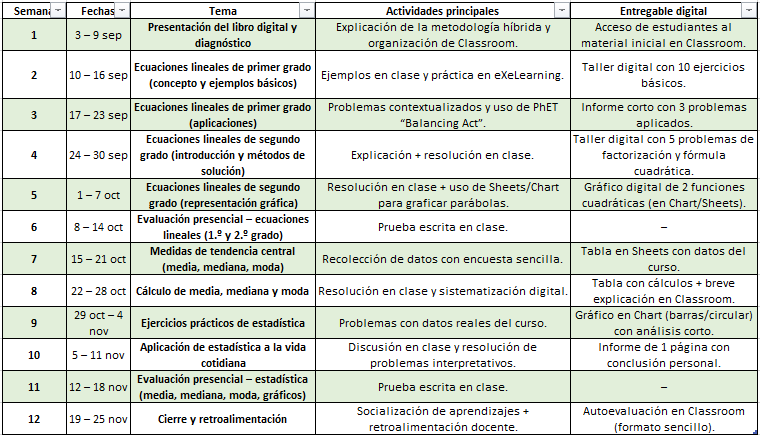 Semana Fechas Tema Actividades principales Entregable digital
1 3 – 9 sep Presentación del libro digital y diagnóstico Explicación de la metodología híbrida y organización de Classroom. Acceso de estudiantes al material inicial en Classroom.
2 10 – 16 sep Ecuaciones lineales de primer grado (concepto y ejemplos básicos) Ejemplos en clase y práctica en eXeLearning. Taller digital con 10 ejercicios básicos.
3 17 – 23 sep Ecuaciones lineales de primer grado (aplicaciones) Problemas contextualizados y uso de PhET “Balancing Act”. Informe corto con 3 problemas aplicados.
4 24 – 30 sep Ecuaciones lineales de segundo grado (introducción y métodos de solución) Explicación + resolución en clase. Taller digital con 5 problemas de factorización y fórmula cuadrática.
5 1 – 7 oct Ecuaciones lineales de segundo grado (representación gráfica) Resolución en clase + uso de Sheets/Chart para graficar parábolas. Gráfico digital de 2 funciones cuadráticas (en Chart/Sheets).
6 8 – 14 oct Evaluación presencial – ecuaciones lineales (1.º y 2.º grado) Prueba escrita en clase. –
7 15 – 21 oct Medidas de tendencia central (media, mediana, moda) Recolección de datos con encuesta sencilla. Tabla en Sheets con datos del curso.
8 22 – 28 oct Cálculo de media, mediana y moda Resolución en clase y sistematización digital. Tabla con cálculos + breve explicación en Classroom.
9 29 oct – 4 nov Ejercicios prácticos de estadística Problemas con datos reales del curso. Gráfico en Chart (barras/circular) con análisis corto.
10 5 – 11 nov Aplicación de estadística a la vida cotidiana Discusión en clase y resolución de problemas interpretativos. Informe de 1 página con conclusión personal.
11 12 – 18 nov Evaluación presencial – estadística (media, mediana, moda, gráficos) Prueba escrita en clase. –
12 19 – 25 nov Cierre y retroalimentación Socialización de aprendizajes + retroalimentación docente. Autoevaluación en Classroom (formato sencillo).